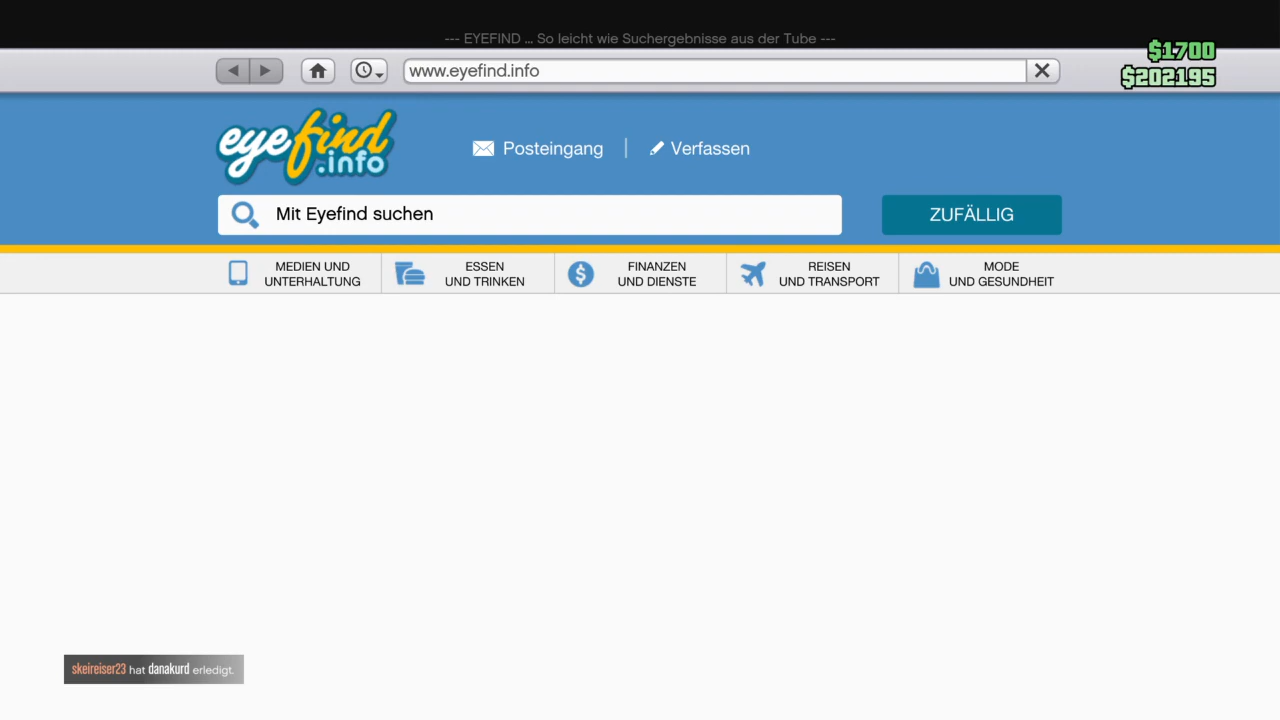 --- EYEFIND ... So leicht wie Suchergebnisse aus der Tube ---
$1700
www.eyefind.info
$202195
eyefind
.info
Posteingang | Verfassen
Mit Eyefind suchen
ZUFÄLLIG
MEDIEN UND
UNTERHALTUNG
ESSEN
UND TRINKEN
FINANZEN
UND DIENSTE
REISEN
UND TRANSPORT
MODE
UND GESUNDHEIT
skeireiser23 hat danakurd erledigt.